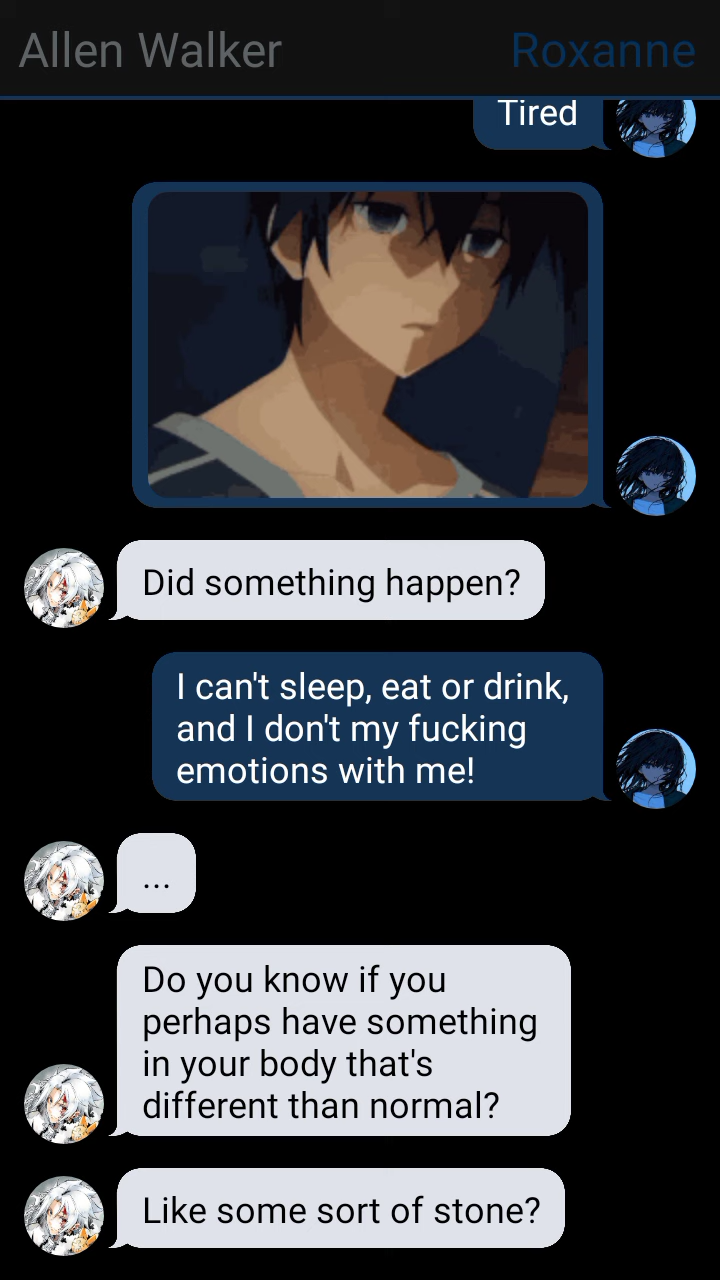 Allen Walker Roxanne
Tired
Did something happen?
I can't sleep, eat or drink,
and I don't my fucking
emotions with me!
...
Do you know if you
perhaps have something
in your body that's
different than normal?
Like some sort of stone?